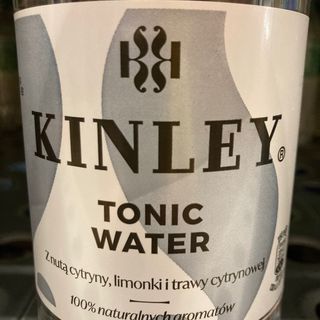 KINLEY®
TONIC
WATER
Z nutą cytryny, limonki i trawy cytrynowej
100% naturalnych aromatów